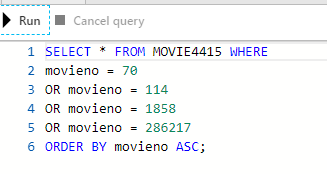 Run Cancel query
1 SELECT * FROM MOVIE4415 WHERE
2 movieno = 70
3 OR movieno = 114
4 OR movieno = 1858
5 OR movieno = 286217
6 ORDER BY movieno ASC;